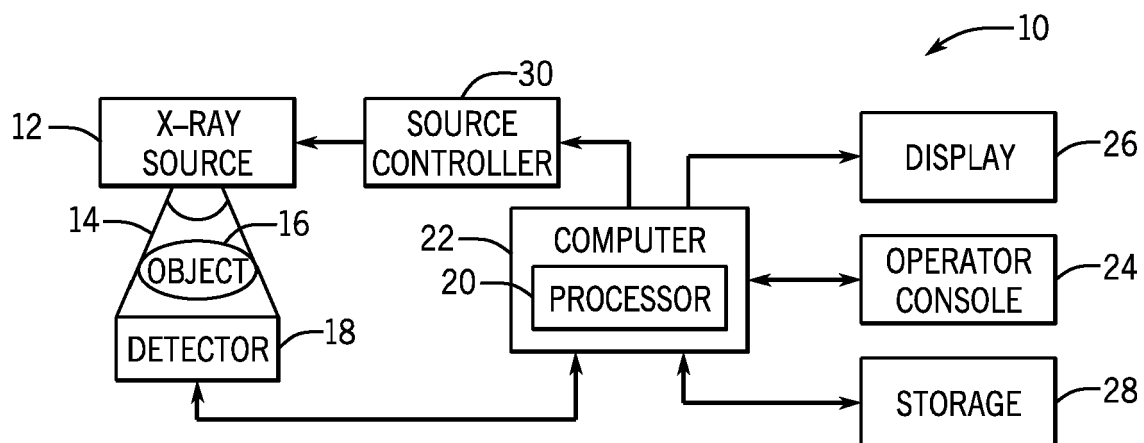 10
30
12
X–RAY
SOURCE
SOURCE
CONTROLLER
DISPLAY
26
14
16
OBJECT
22
COMPUTER
20
PROCESSOR
OPERATOR
CONSOLE
24
DETECTOR
18
STORAGE
28